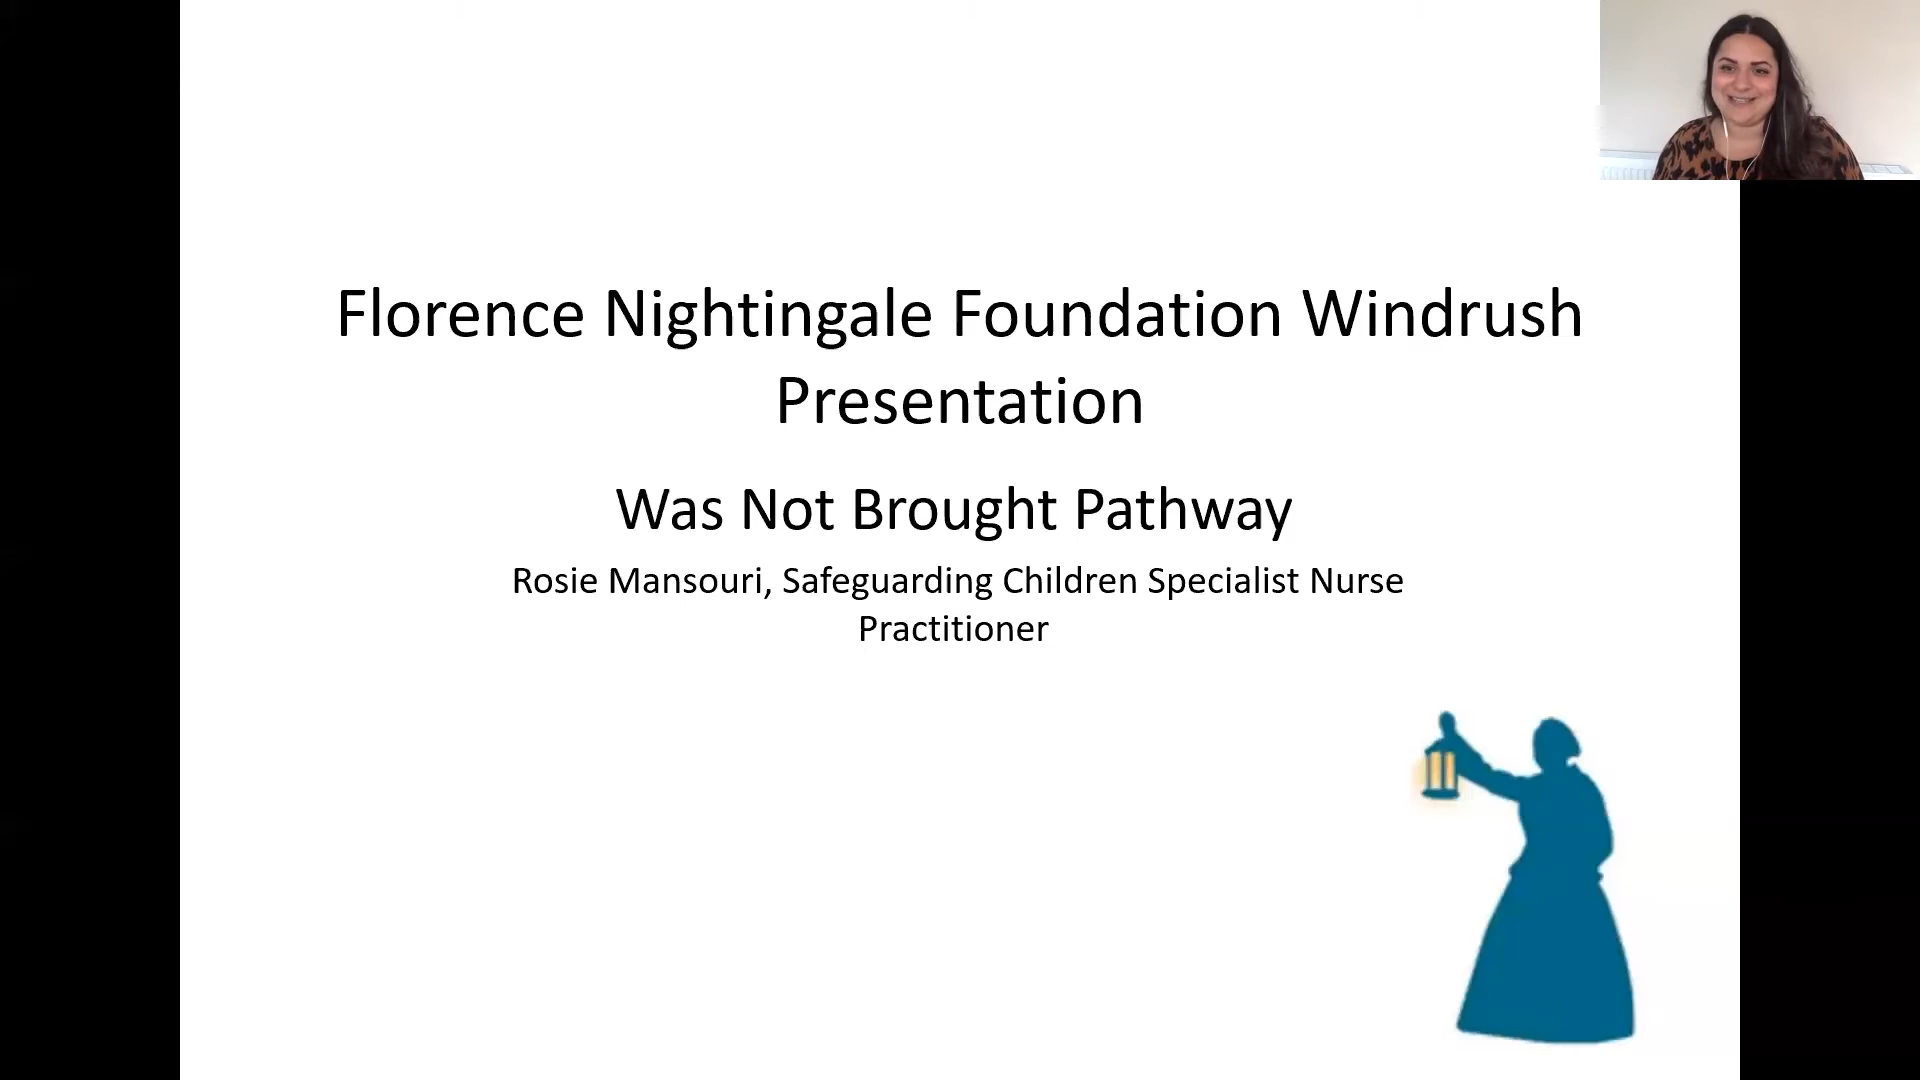 Florence Nightingale Foundation Windrush
Presentation
Was Not Brought Pathway
Rosie Mansouri, Safeguarding Children Specialist Nurse
Practitioner